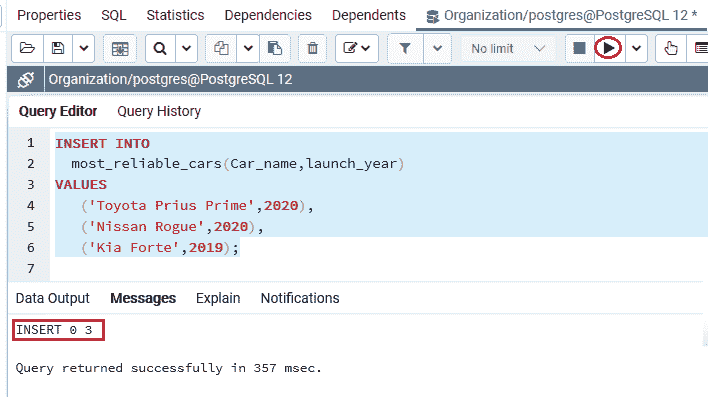 Properties SQL Statistics Dependencies Dependents Organization/postgres@PostgreSQL 12 *
No limit
Organization/postgres@PostgreSQL 12
Query Editor Query History
1 INSERT INTO
2 most_reliable_cars(Car_name,launch_year)
3 VALUES
4 ('Toyota Prius Prime',2020),
5 ('Nissan Rogue',2020),
6 ('Kia Forte',2019);
7
Data Output Messages Explain Notifications
INSERT 0 3
Query returned successfully in 357 msec.